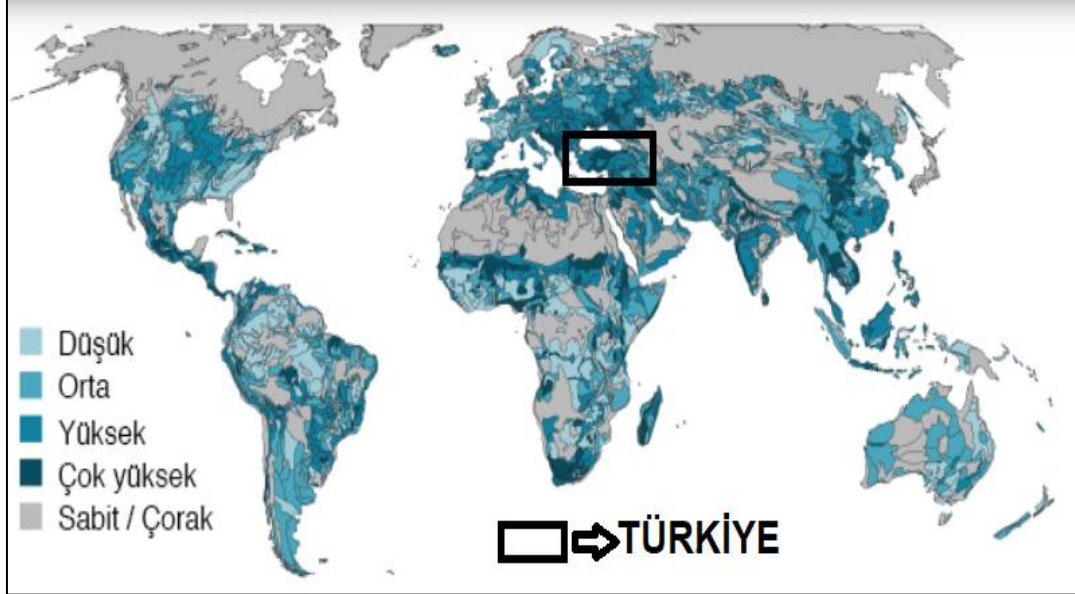 Düşük
Orta
Yüksek
Çok yüksek
Sabit / Çorak
TÜRKİYE